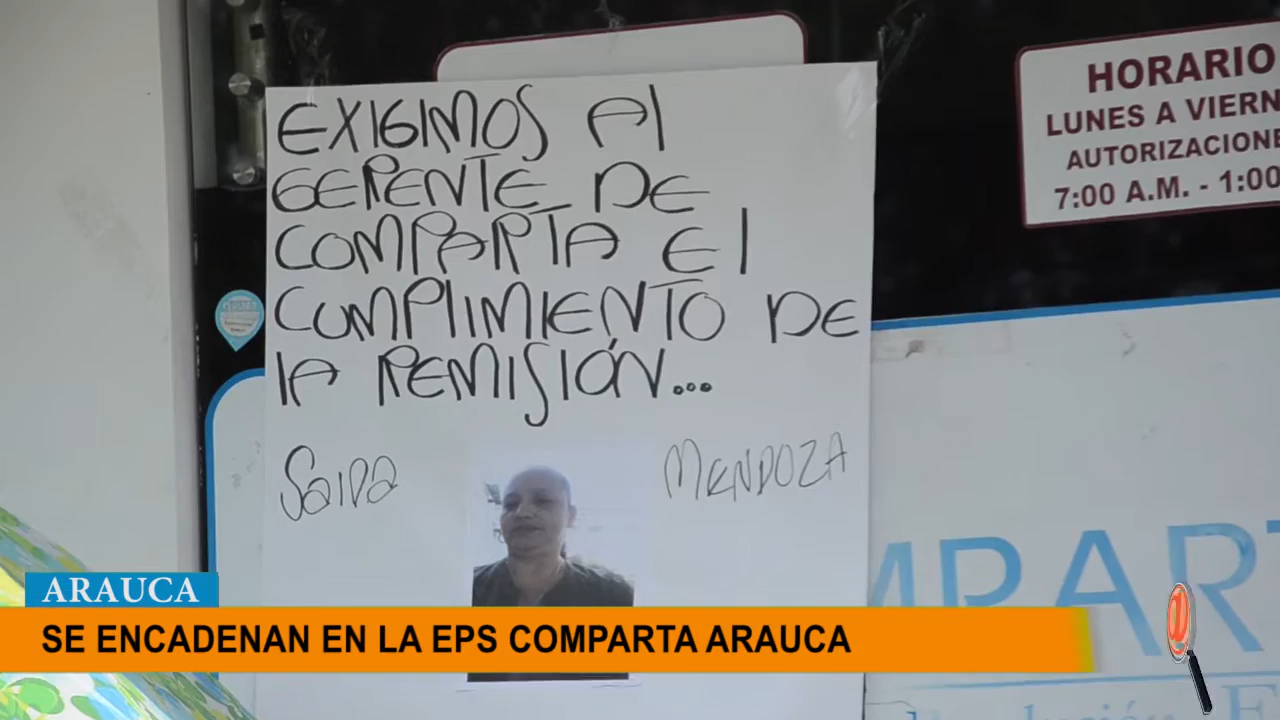 EXIGIMOS Al
GERENTE DE
COMPARTA El
CUMPlIMIENTO DE
lA REMISIÓN...
Saida MENDOZA
HORARIO
LUNES A VIERN
AUTORIZACIONE
7:00 A.M. - 1:00
MPART
ARAUCA
SE ENCADENAN EN LA EPS COMPARTA ARAUCA